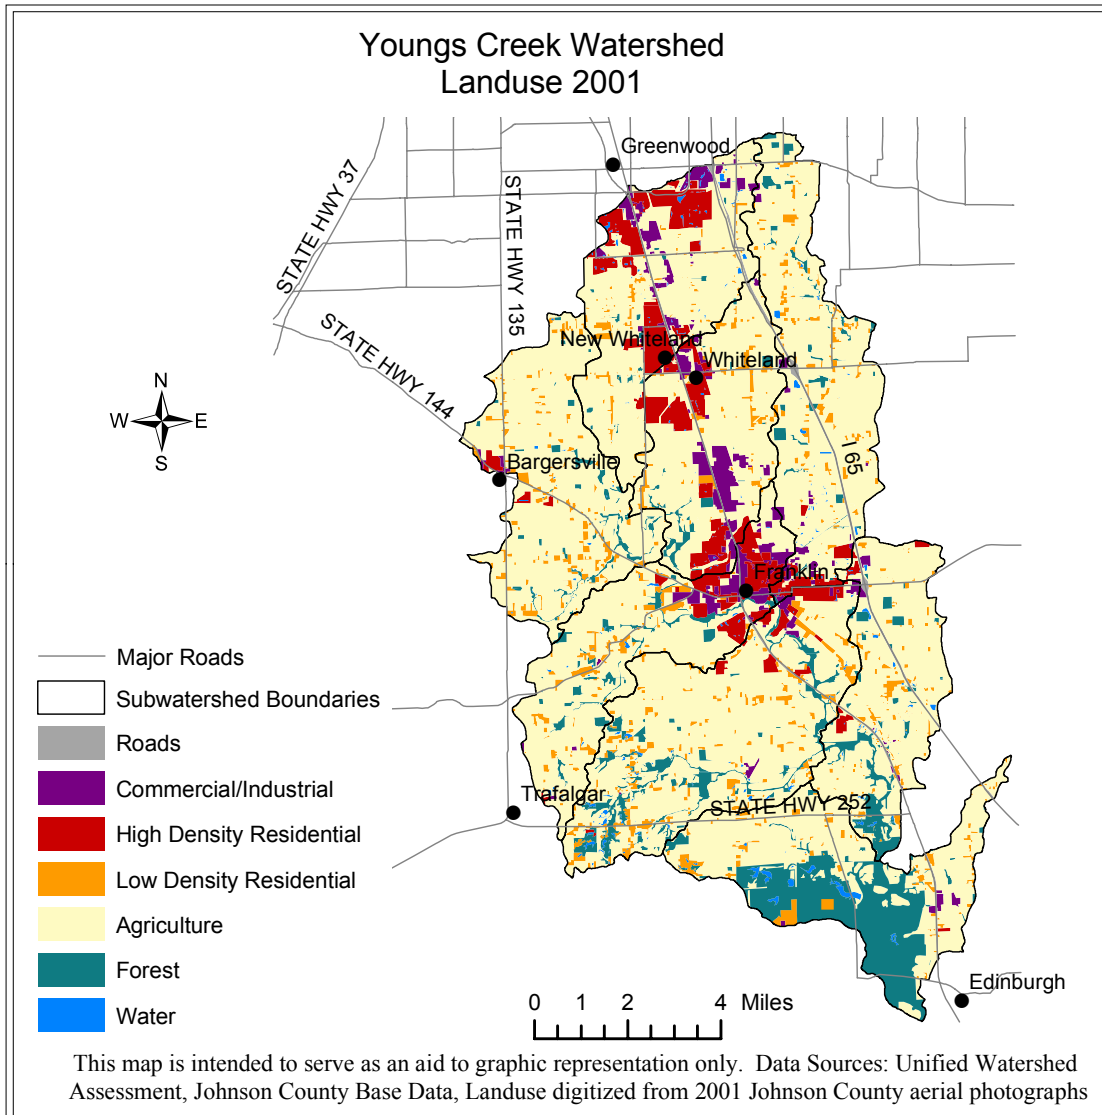 Youngs Creek Watershed
Landuse 2001
Greenwood
STATE HWY 37
STATE HWY 135
STATE HWY 144
New Whiteland
Whiteland
N
W
E
S
I 65
Bargersville
Franklin
Major Roads
Subwatershed Boundaries
Roads
Commercial/Industrial
High Density Residential
Low Density Residential
Agriculture
Forest
Water
Trafalgar
STATE HWY 252
Edinburgh
0 1 2 4 Miles
This map is intended to serve as an aid to graphic representation only. Data Sources: Unified Watershed
Assessment, Johnson County Base Data, Landuse digitized from 2001 Johnson County aerial photographs